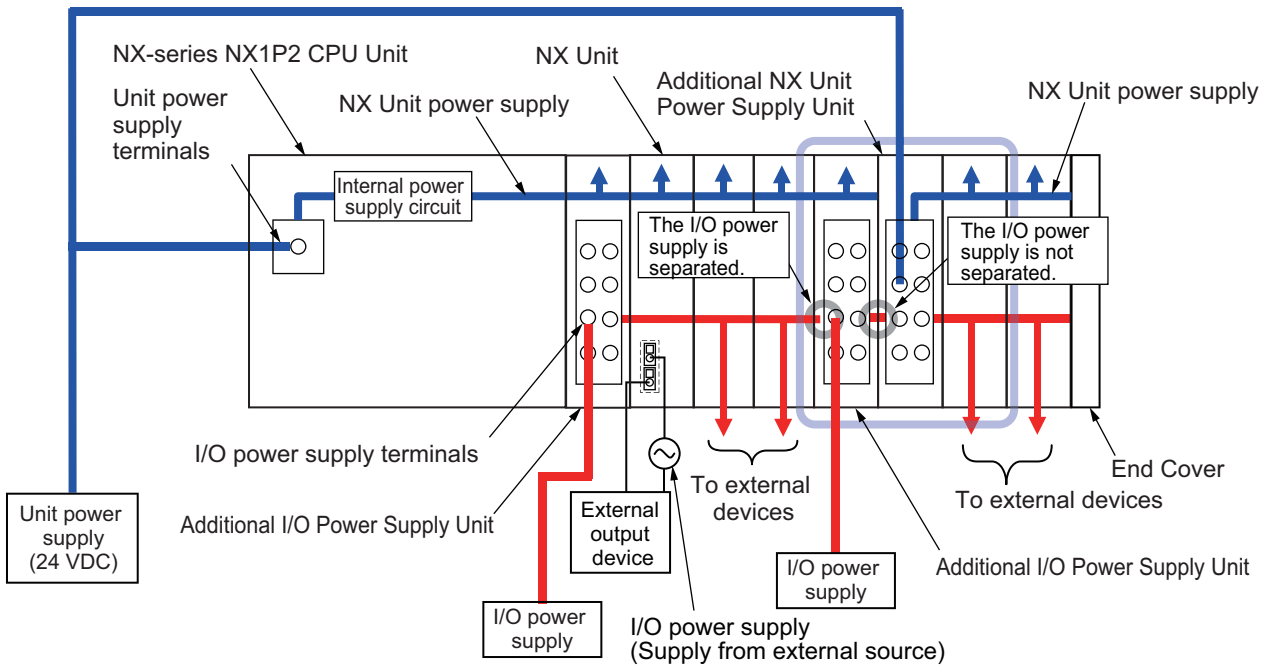 NX-series NX1P2 CPU Unit
Unit power
supply
terminals
NX Unit power supply
NX Unit
Additional NX Unit
Power Supply Unit
NX Unit power supply
Internal power
supply circuit
The I/O power
supply is
separated.
The I/O power
supply is not
separated.
I/O power supply terminals
Additional I/O Power Supply Unit
Unit power
supply
(24 VDC)
External
output
device
To external
devices
I/O power
supply
I/O power
supply
I/O power supply
(Supply from external source)
To external devices
End Cover
Additional I/O Power Supply Unit